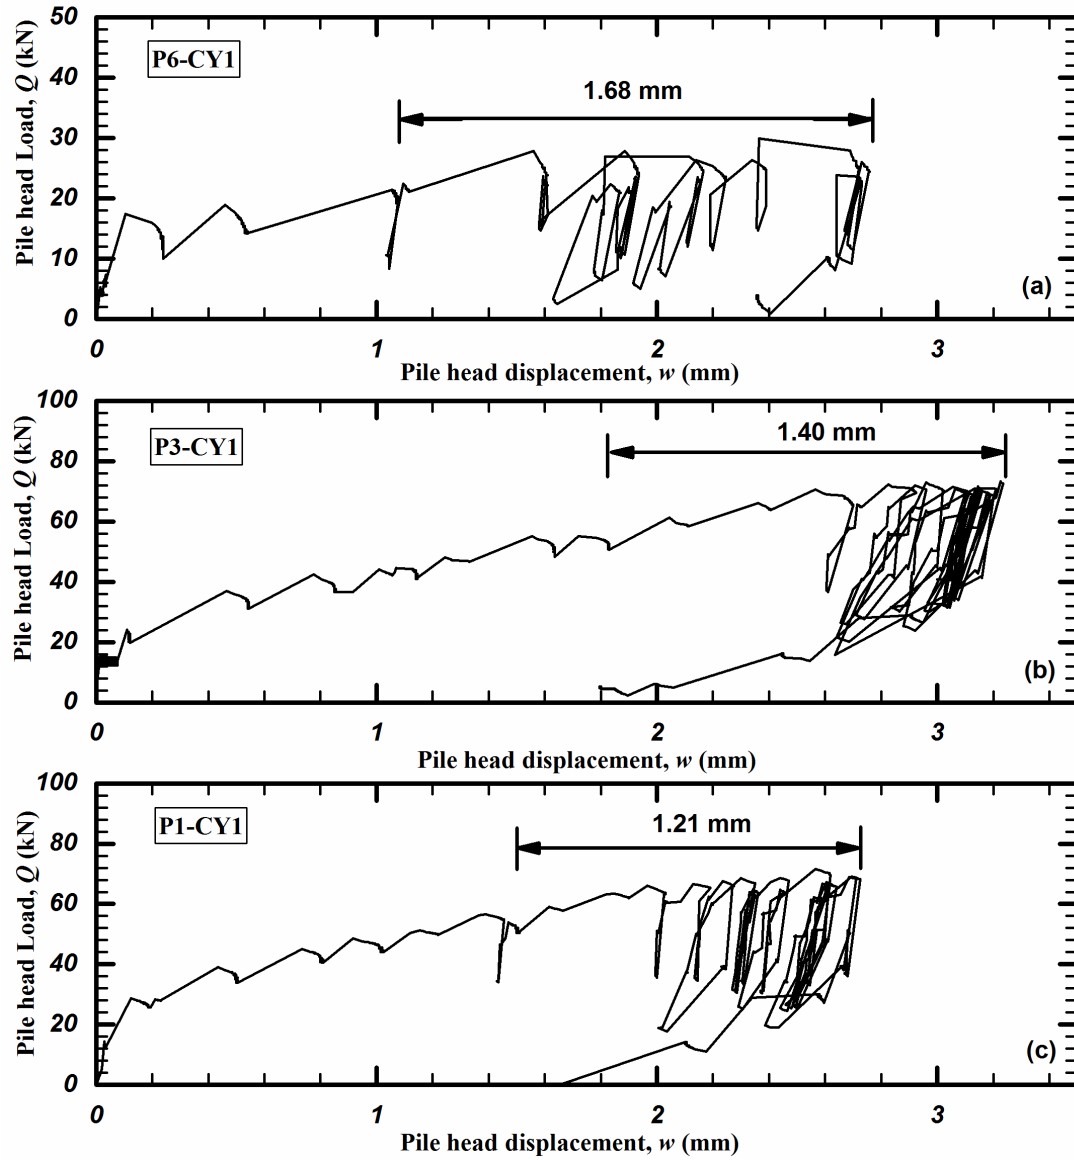 50
40
30
20
10
0
Pile head Load, Q (kN)
P6-CY1
1.68 mm
(a)
0 1 2 3
Pile head displacement, w (mm)
100
80
60
40
20
0
Pile head Load, Q (kN)
P3-CY1
1.40 mm
(b)
0 1 2 3
Pile head displacement, w (mm)
100
80
60
40
20
0
Pile head Load, Q (kN)
P1-CY1
1.21 mm
(c)
0 1 2 3
Pile head displacement, w (mm)